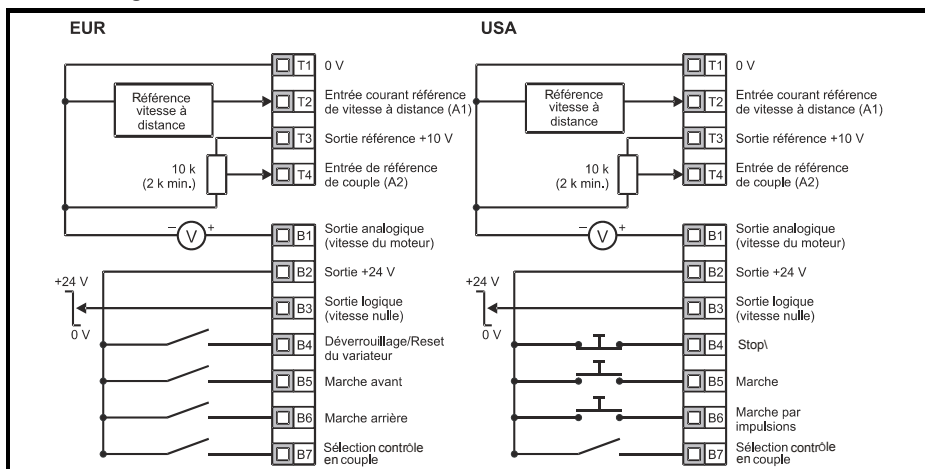 EUR
T1 0 V
Référence
vitesse à
distance
T2 Entrée courant référence
de vitesse à distance (A1)
T3 Sortie référence +10 V
10 k
(2 k min.)
T4 Entrée de référence
de couple (A2)
− V +
B1 Sortie analogique
(vitesse du moteur)
B2 Sortie +24 V
+24 V
0 V
B3 Sortie logique
(vitesse nulle)
B4 Déverrouillage/Reset
du variateur
B5 Marche avant
B6 Marche arrière
B7 Sélection contrôle
en couple
USA
T1 0 V
Référence
vitesse à
distance
T2 Entrée courant référence
de vitesse à distance (A1)
T3 Sortie référence +10 V
10 k
(2 k min.)
T4 Entrée de référence
de couple (A2)
− V +
B1 Sortie analogique
(vitesse du moteur)
B2 Sortie +24 V
+24 V
0 V
B3 Sortie logique
(vitesse nulle)
B4 Stop\
B5 Marche
B6 Marche par
impulsions
B7 Sélection contrôle
en couple